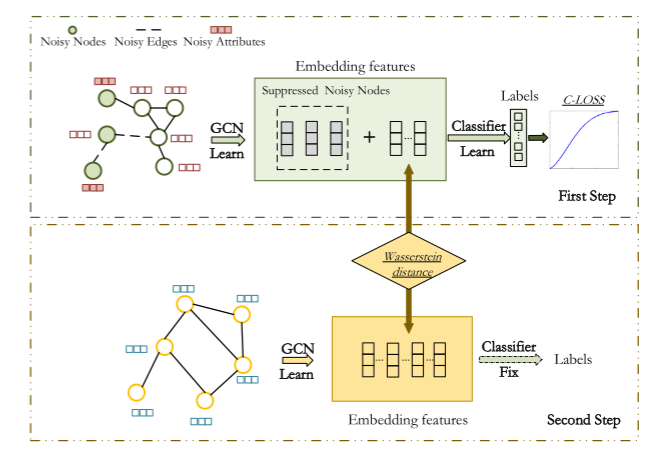 Noisy Nodes Noisy Edges Noisy Attributes
Embedding features
Suppressed Noisy Nodes
GCN
Learn
+
Classifier
Learn
Labels
C-LOSS
First Step
Wasserstein
distance
GCN
Learn
Classifier
Fix
Labels
Embedding features
Second Step